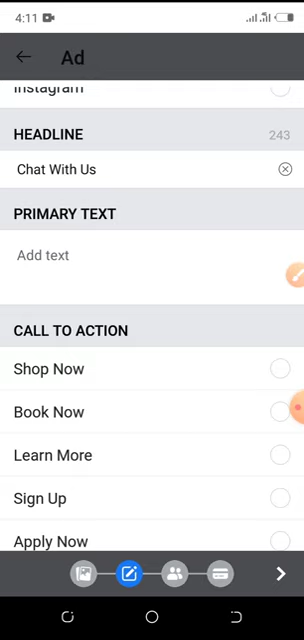 4:11
Ad
Instagram
HEADLINE
243
Chat With Us
PRIMARY TEXT
Add text
CALL TO ACTION
Shop Now
Book Now
Learn More
Sign Up
Apply Now